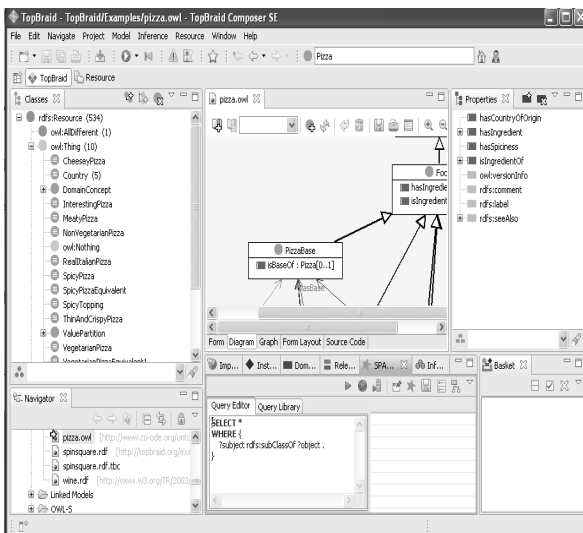 TopBraid - TopBraid/Examples/pizza.owl - TopBraid Composer SE
File Edit Navigate Project Model Inference Resource Window Help
Pizza
TopBraid Resource
Classes
rdfs:Resource (534)
owl:AllDifferent (1)
owl:Thing (10)
CheeseyPizza
Country (5)
DomainConcept
InterestingPizza
MeatyPizza
NonVegetarianPizza
owl:Nothing
RealItalianPizza
SpicyPizza
SpicyPizzaEquivalent
SpicyTopping
ThinAndCrispyPizza
ValuePartition
VegetarianPizza
VegetarianPizzaEquivalent1
pizza.owl
Foo
hasIngredie
isIngredient
PizzaBase
isBaseOf : Pizza[0..1]
hasBase
Form Diagram Graph Form Layout Source Code
Properties
hasCountryOfOrigin
hasIngredient
hasSpiciness
isIngredientOf
owl:versionInfo
rdfs:comment
rdfs:label
rdfs:seeAlso
Navigator
pizza.owl [http://www.co-ode.org/onto
spinsquare.rdf [http://topbraid.org/exa
spinsquare.rdf.tbc
wine.rdf [http://www.w3.org/TR/2003/
Linked Models
OWL-S
Imp... Inst... Dom... Rele... SPA... Inf...
Query Editor Query Library
SELECT *
WHERE {
?subject rdfs:subClassOf ?object .
}
Basket